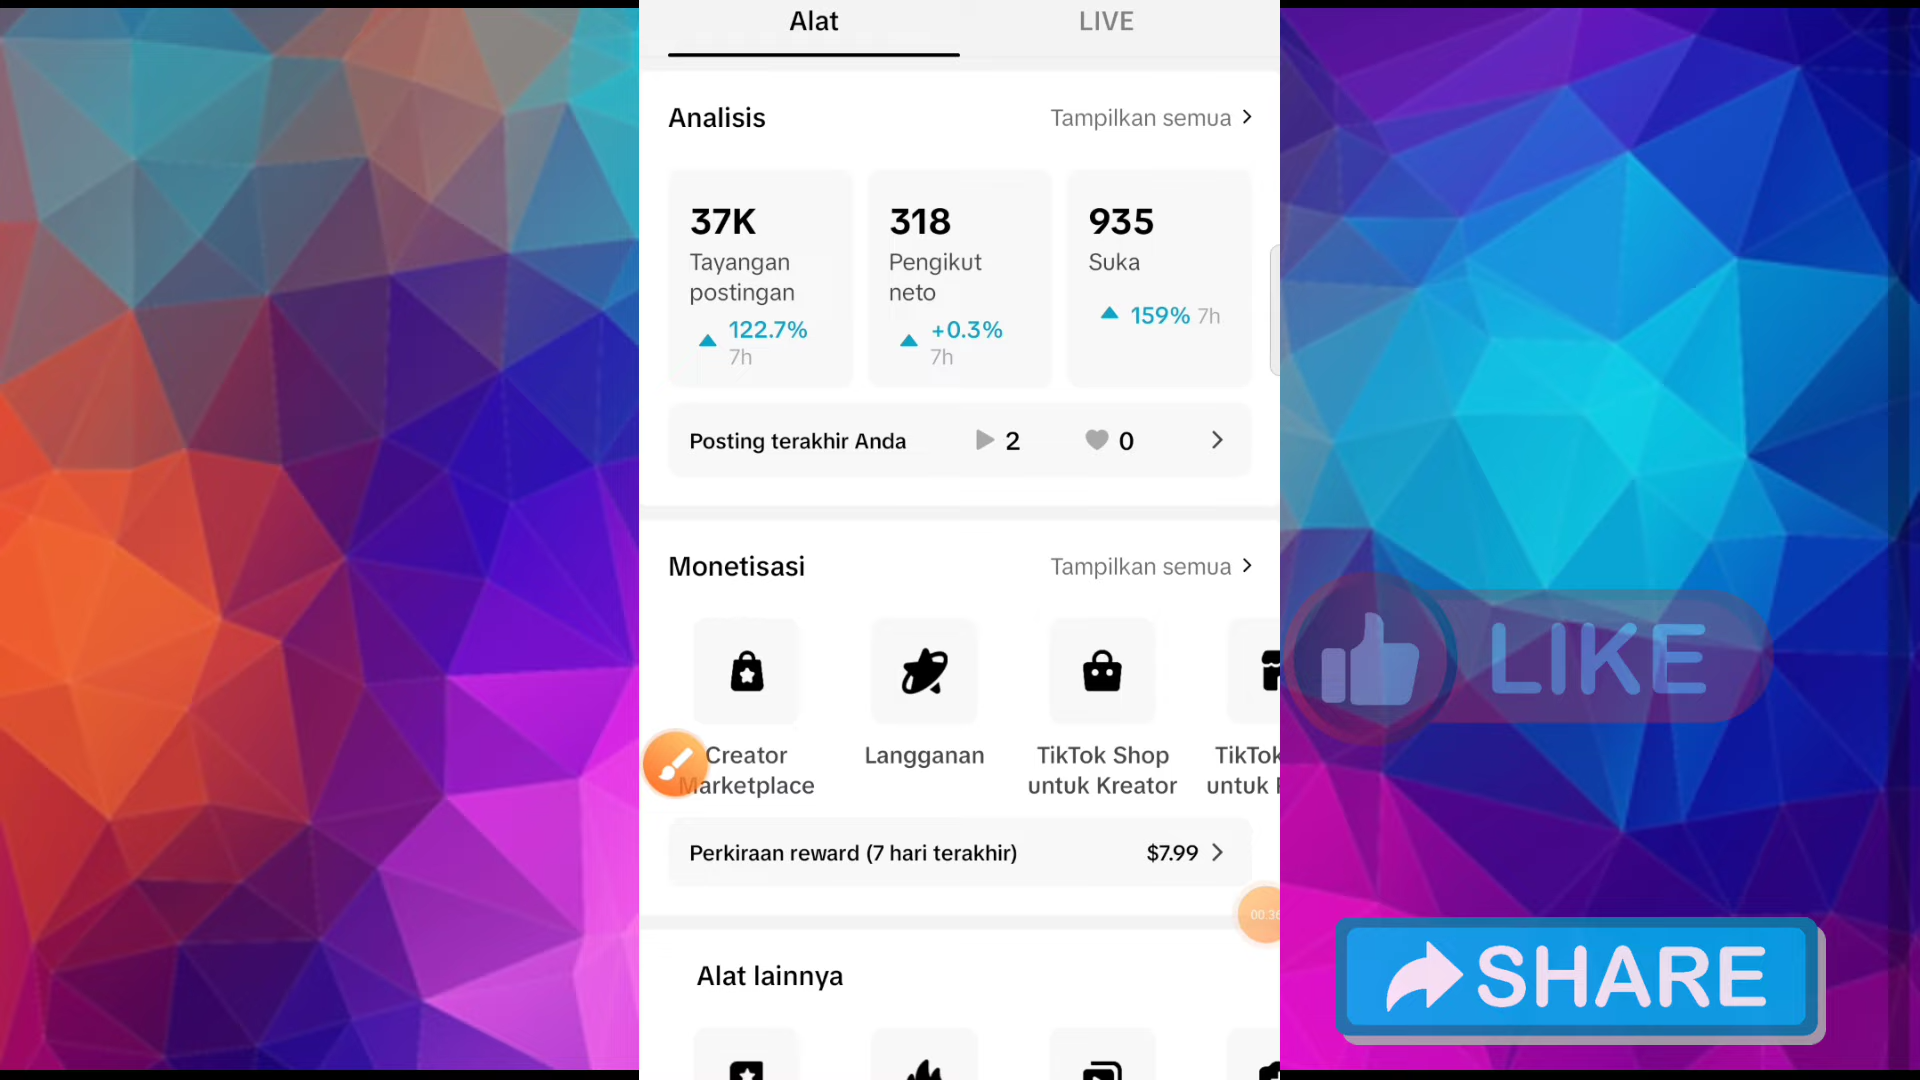 Alat
LIVE
Analisis
Tampilkan semua
37K
Tayangan
postingan
122.7%
7h
318
Pengikut
neto
+0.3%
7h
935
Suka
159% 7h
Posting terakhir Anda
2
0
Monetisasi
Tampilkan semua
Creator
Marketplace
Langganan
TikTok Shop
untuk Kreator
TikTok
untuk
Perkiraan reward (7 hari terakhir)
$7.99
00:36
Alat lainnya
LIKE
SHARE